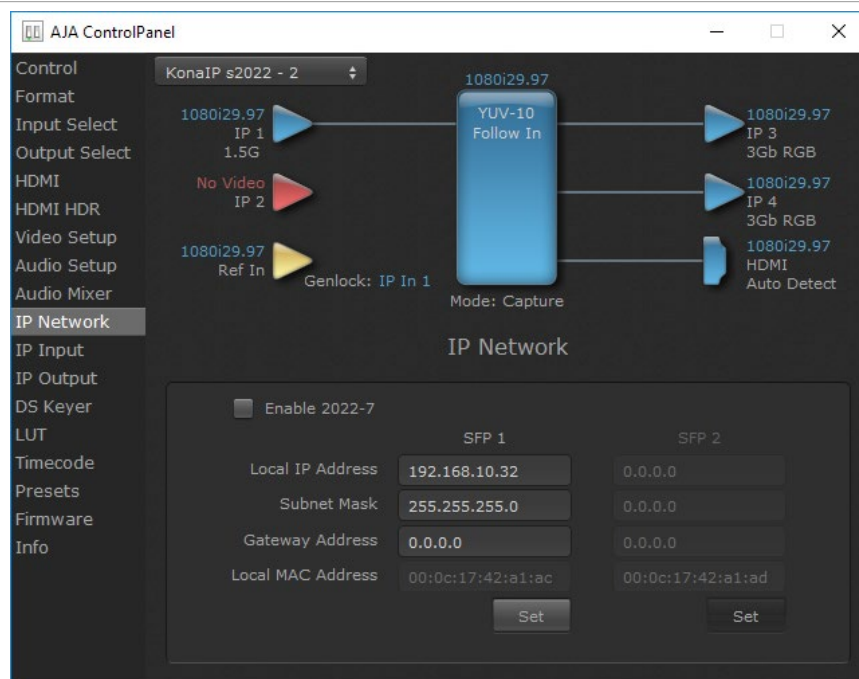 AJA ControlPanel
Control
Format
Input Select
Output Select
HDMI
HDMI HDR
Video Setup
Audio Setup
Audio Mixer
IP Network
IP Input
IP Output
DS Keyer
LUT
Timecode
Presets
Firmware
Info
KonaIP s2022 - 2
1080i29.97
1080i29.97
IP 1
1.5G
No Video
IP 2
1080i29.97
Ref In
Genlock: IP In 1
YUV-10
Follow In
Mode: Capture
1080i29.97
IP 3
3Gb RGB
1080i29.97
IP 4
3Gb RGB
1080i29.97
HDMI
Auto Detect
IP Network
Enable 2022-7
SFP 1 SFP 2
Local IP Address 192.168.10.32 0.0.0.0
Subnet Mask 255.255.255.0 0.0.0.0
Gateway Address 0.0.0.0 0.0.0.0
Local MAC Address 00:0c:17:42:a1:ac 00:0c:17:42:a1:ad
Set Set